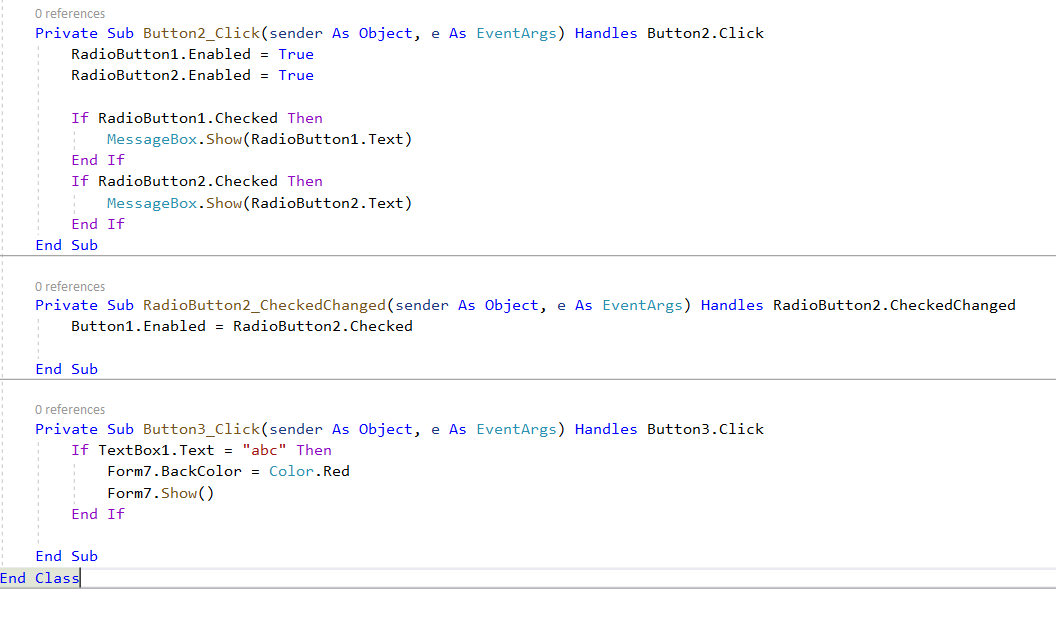 0 references
Private Sub Button2_Click(sender As Object, e As EventArgs) Handles Button2.Click
RadioButton1.Enabled = True
RadioButton2.Enabled = True
If RadioButton1.Checked Then
MessageBox.Show(RadioButton1.Text)
End If
If RadioButton2.Checked Then
MessageBox.Show(RadioButton2.Text)
End If
End Sub
0 references
Private Sub RadioButton2_CheckedChanged(sender As Object, e As EventArgs) Handles RadioButton2.CheckedChanged
Button1.Enabled = RadioButton2.Checked
End Sub
0 references
Private Sub Button3_Click(sender As Object, e As EventArgs) Handles Button3.Click
If TextBox1.Text = "abc" Then
Form7.BackColor = Color.Red
Form7.Show()
End If
End Sub
End Class